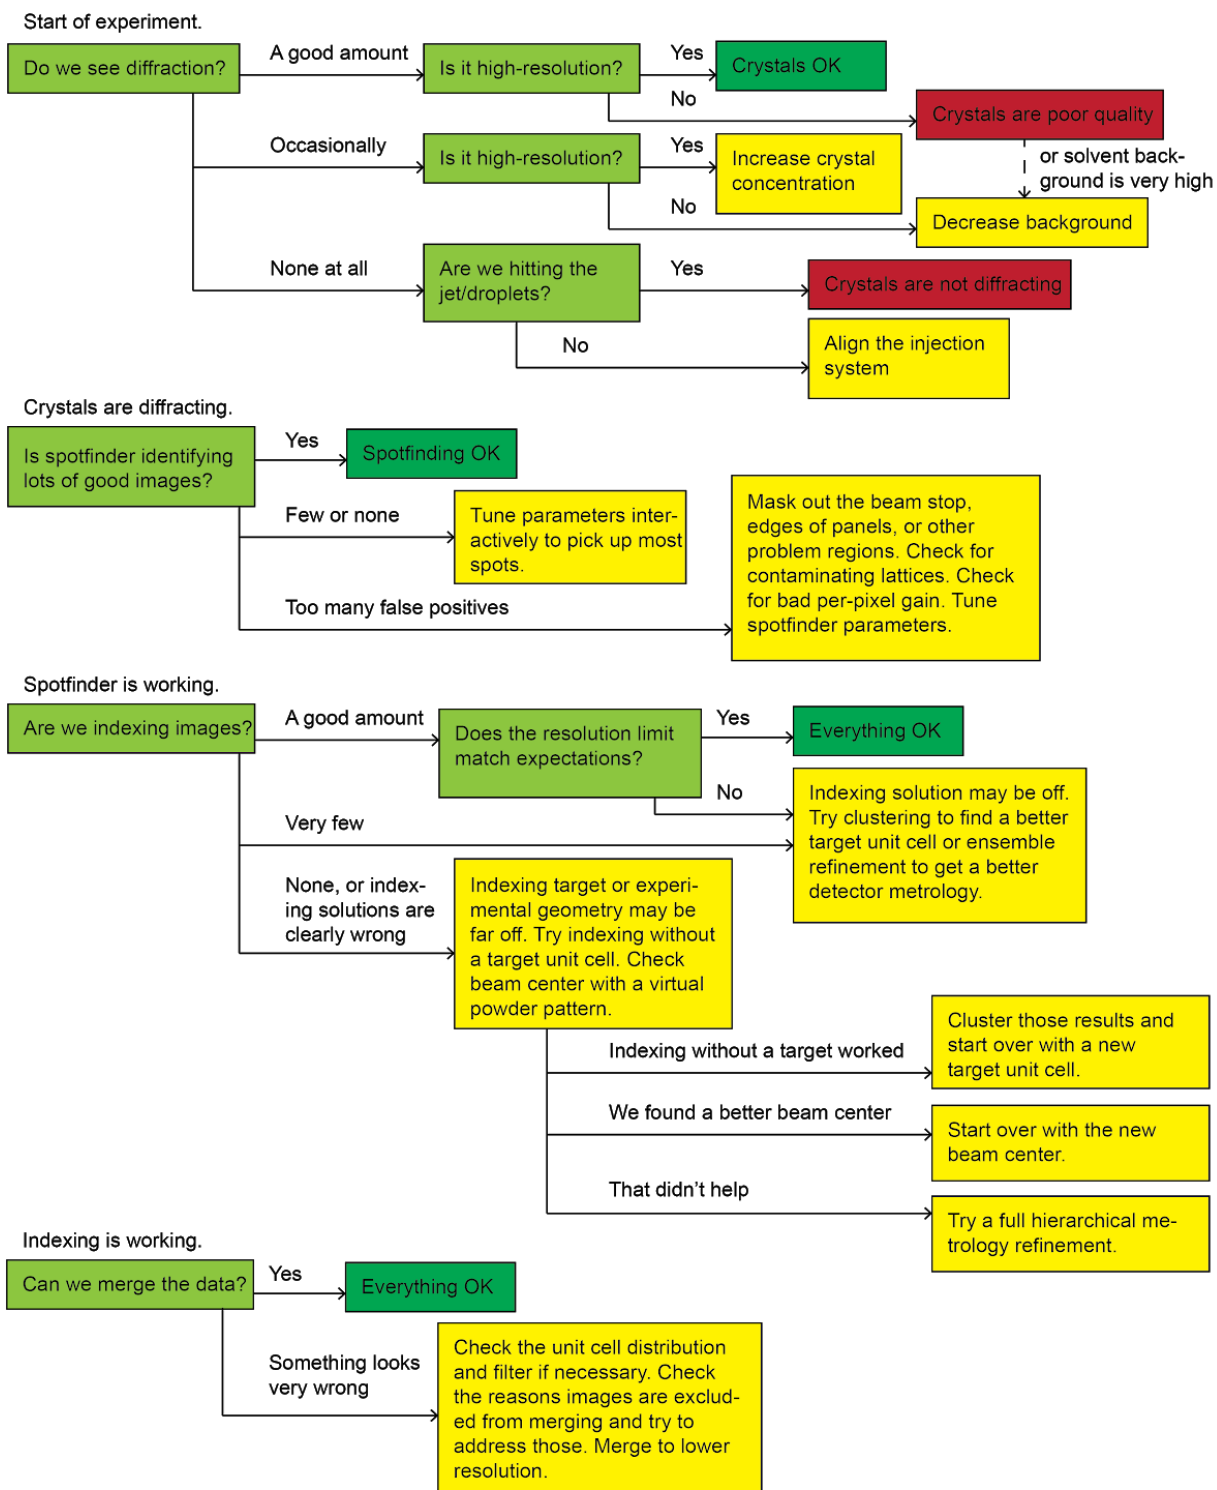 Start of experiment.
Do we see diffraction?
A good amount
Is it high-resolution?
Yes
Crystals OK
No
Crystals are poor quality
or solvent back-
ground is very high
Occasionally
Is it high-resolution?
Yes
Increase crystal
concentration
No
Decrease background
None at all
Are we hitting the
jet/droplets?
Yes
Crystals are not diffracting
No
Align the injection
system
Crystals are diffracting.
Is spotfinder identifying
lots of good images?
Yes
Spotfinding OK
Few or none
Tune parameters inter-
actively to pick up most
spots.
Too many false positives
Mask out the beam stop,
edges of panels, or other
problem regions. Check for
contaminating lattices. Check
for bad per-pixel gain. Tune
spotfinder parameters.
Spotfinder is working.
Are we indexing images?
A good amount
Does the resolution limit
match expectations?
Yes
Everything OK
No
Indexing solution may be off.
Try clustering to find a better
target unit cell or ensemble
refinement to get a better
detector metrology.
Very few
None, or index-
ing solutions are
clearly wrong
Indexing target or experi-
mental geometry may be
far off. Try indexing without
a target unit cell. Check
beam center with a virtual
powder pattern.
Indexing without a target worked
Cluster those results and
start over with a new
target unit cell.
We found a better beam center
Start over with the new
beam center.
That didn't help
Try a full hierarchical me-
trology refinement.
Indexing is working.
Can we merge the data?
Yes
Everything OK
Something looks
very wrong
Check the unit cell distribution
and filter if necessary. Check
the reasons images are exclud-
ed from merging and try to
address those. Merge to lower
resolution.